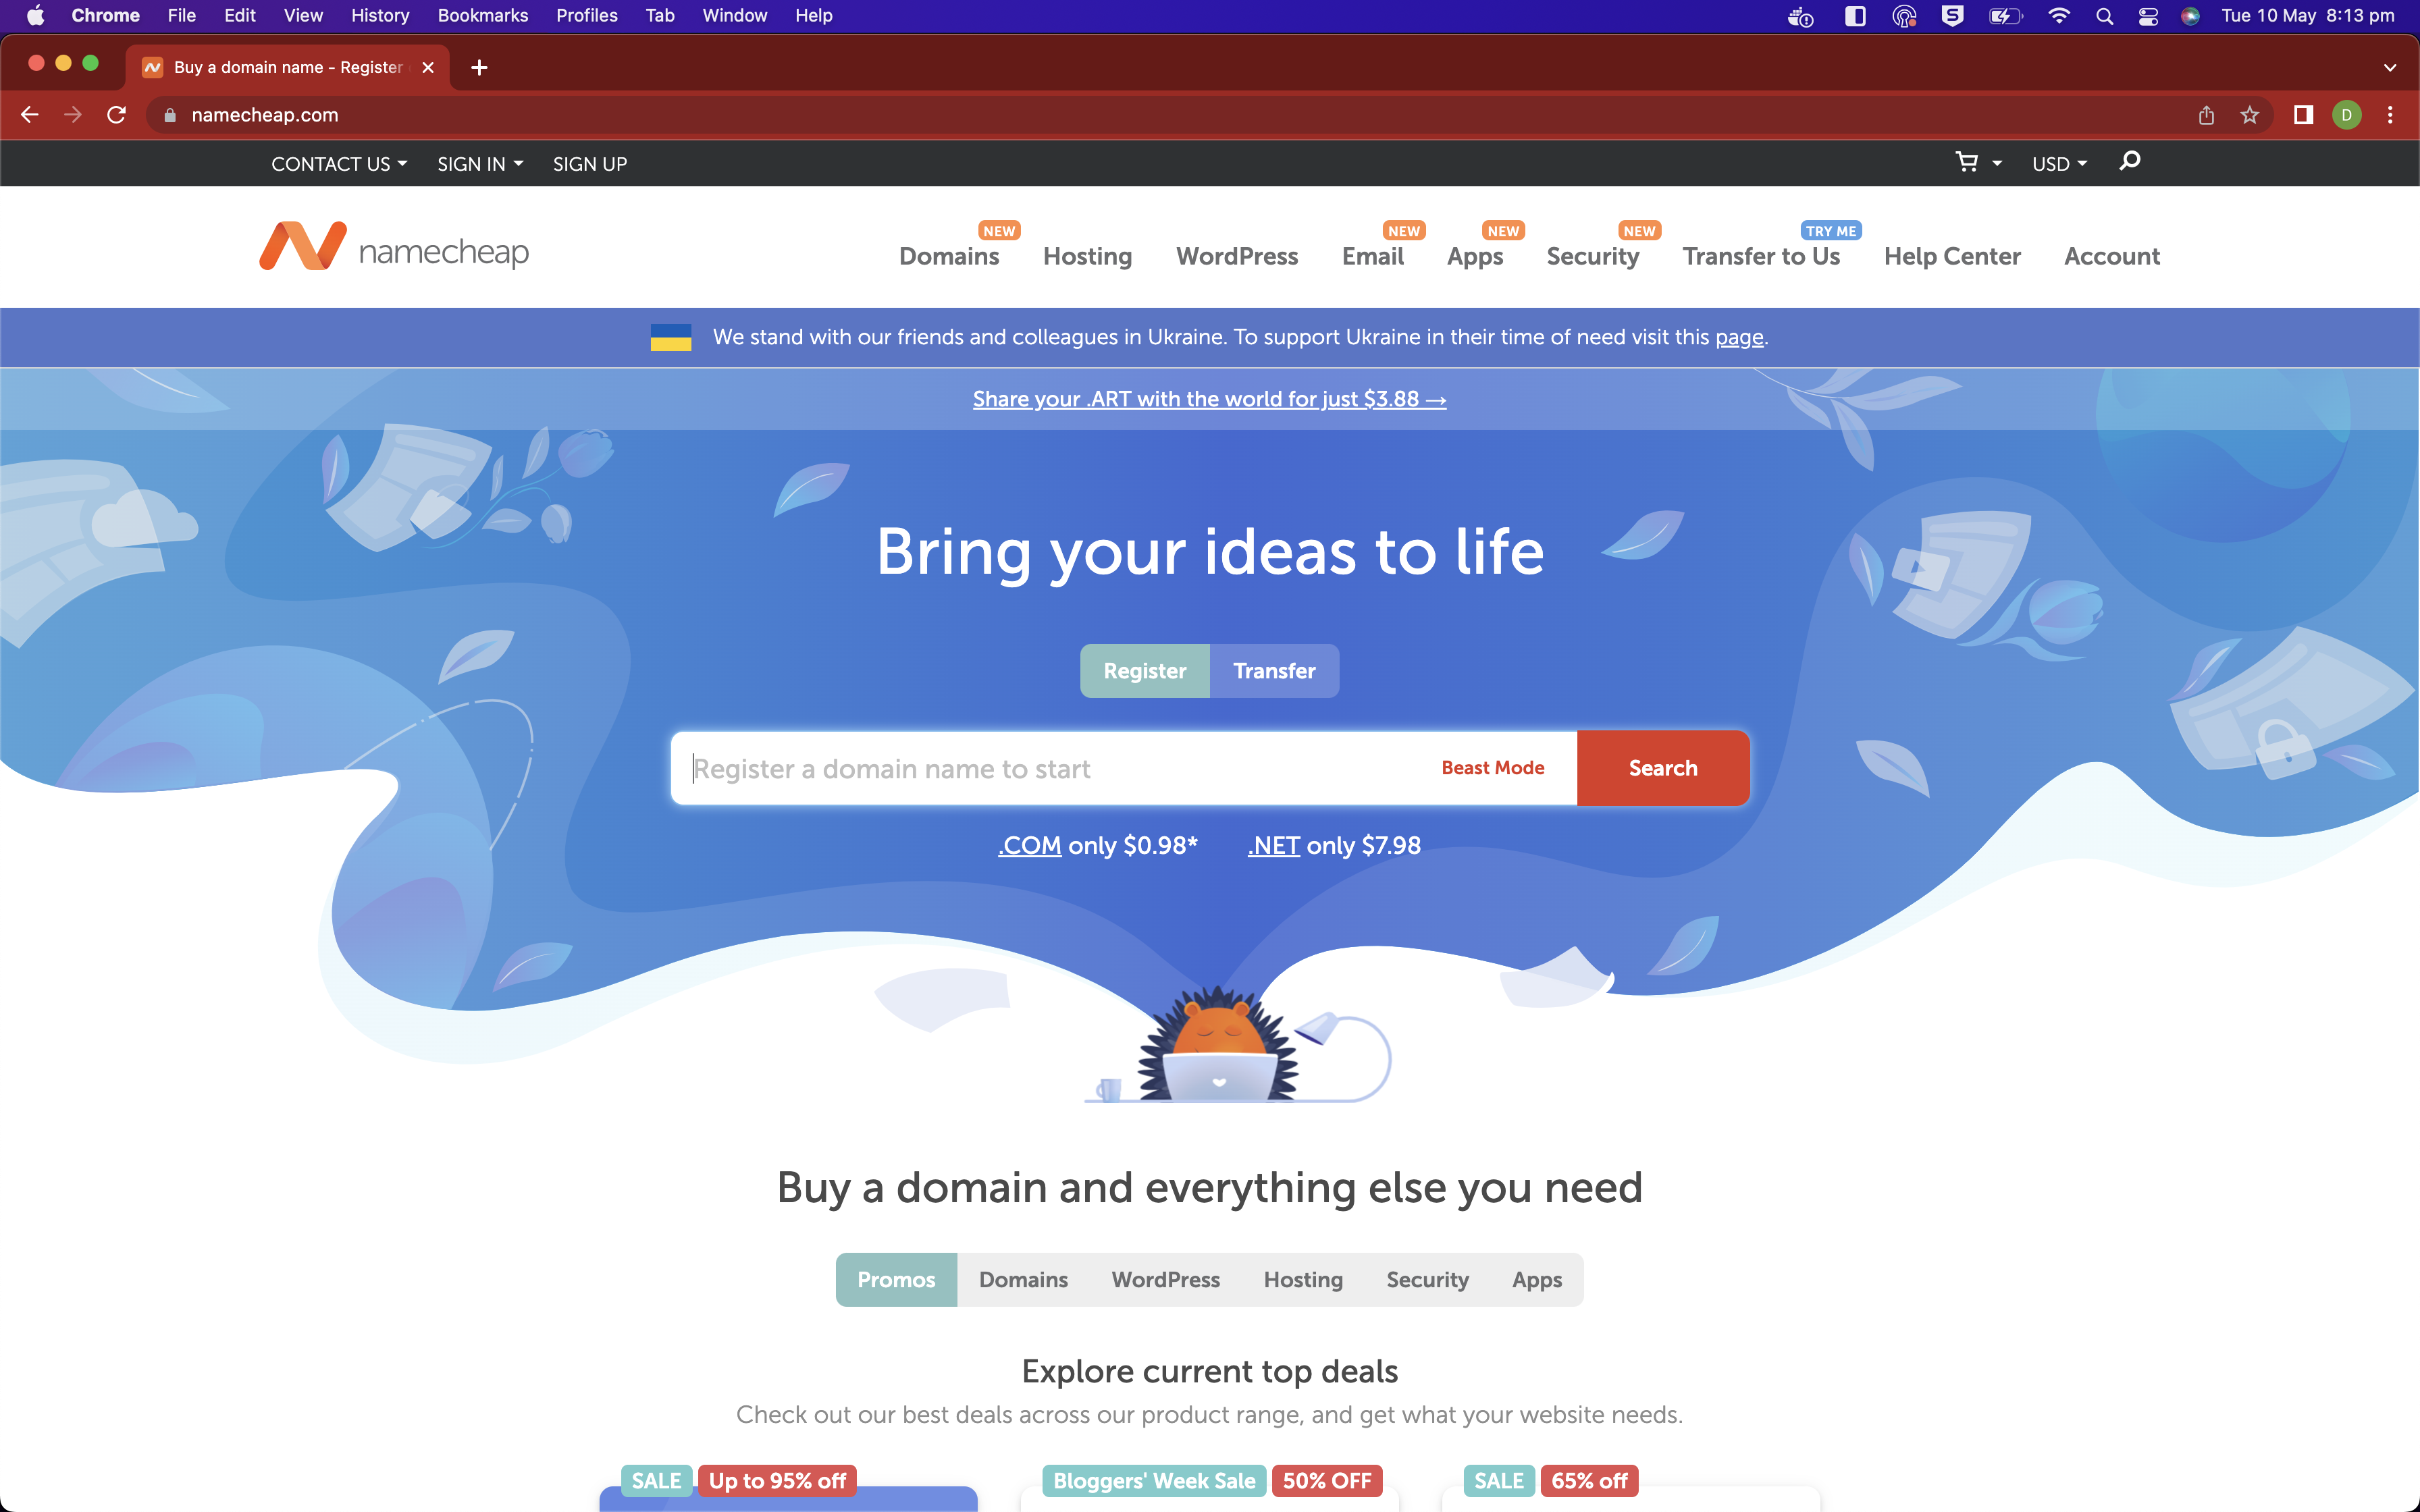 Chrome File Edit View History Bookmarks Profiles Tab Window Help Tue 10 May 8:13 pm
Buy a domain name - Register
namecheap.com D
CONTACT US SIGN IN SIGN UP USD
NEW NEW NEW NEW TRY ME
namecheap Domains Hosting WordPress Email Apps Security Transfer to Us Help Center Account
We stand with our friends and colleagues in Ukraine. To support Ukraine in their time of need visit this page.
Share your .ART with the world for just $3.88 →
Bring your ideas to life
Register Transfer
Register a domain name to start Beast Mode Search
.COM only $0.98* .NET only $7.98
Buy a domain and everything else you need
Promos Domains WordPress Hosting Security Apps
Explore current top deals
Check out our best deals across our product range, and get what your website needs.
SALE Up to 95% off Bloggers' Week Sale 50% OFF SALE 65% off